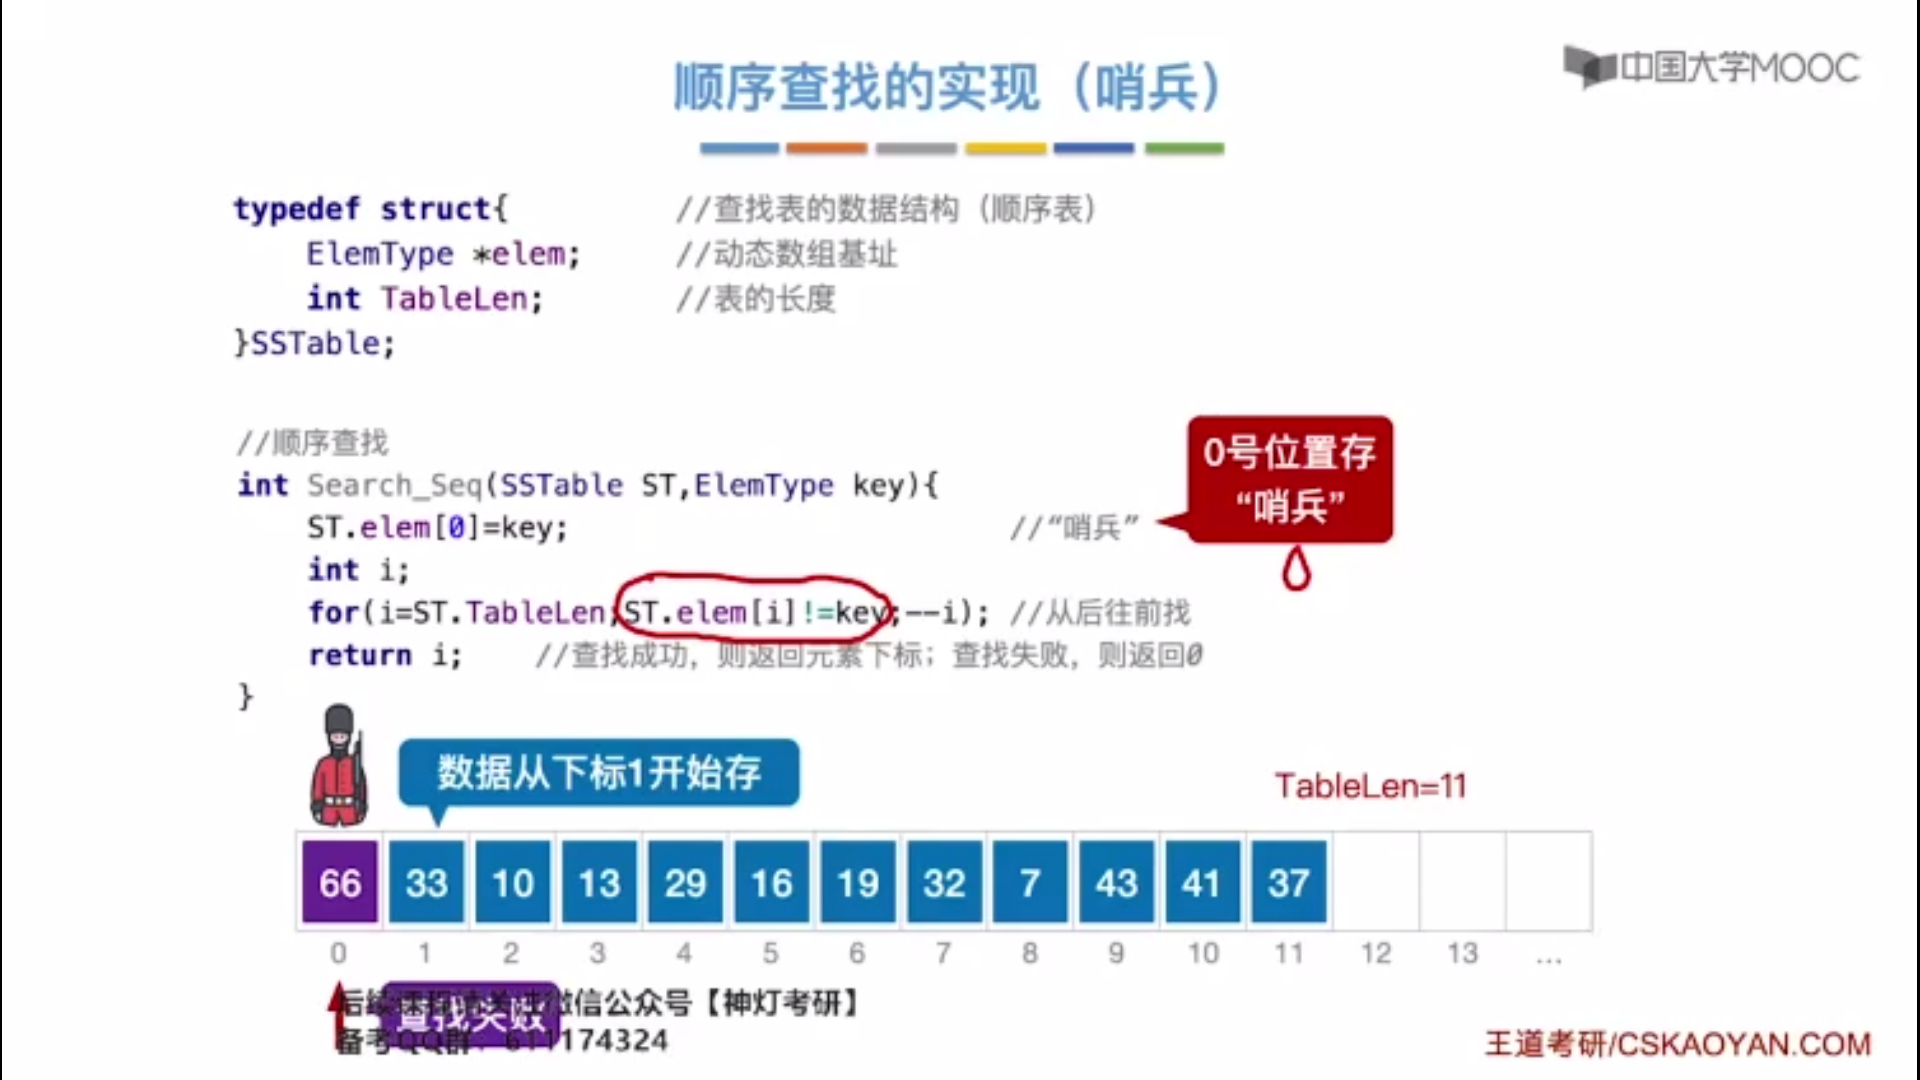 中国大学MOOC
顺序查找的实现（哨兵）
typedef struct{ //查找表的数据结构（顺序表）
ElemType *elem; //动态数组基址
int TableLen; //表的长度
}SSTable;
//顺序查找
int Search_Seq(SSTable ST,ElemType key){
ST.elem[0]=key; //“哨兵”
0号位置存
“哨兵”
int i;
for(i=ST.TableLen;ST.elem[i]!=key;--i); //从后往前找
return i; //查找成功，则返回元素下标；查找失败，则返回0
}
数据从下标1开始存
TableLen=11
66 33 10 13 29 16 19 32 7 43 41 37
0 1 2 3 4 5 6 7 8 9 10 11 12 13 ...
查找失败
微信公众号【神灯考研】
备考QQ群：611174324
王道考研/CSKAOYAN.COM